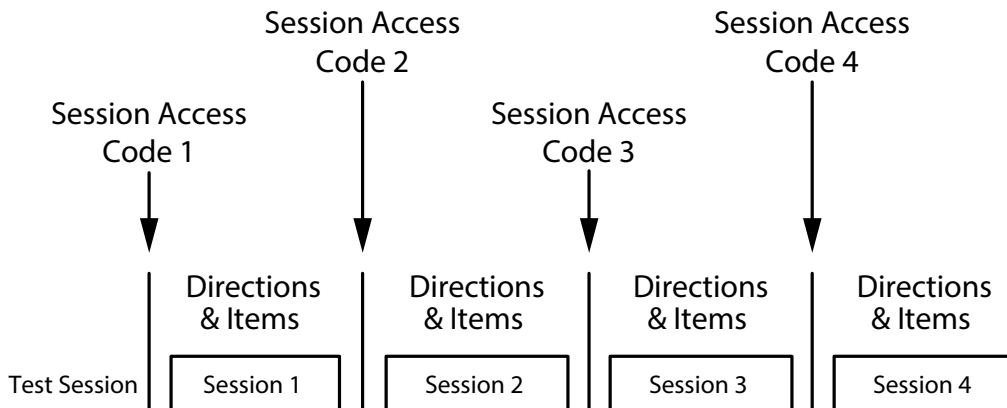 Session Access
Code 2
Session Access
Code 4
Session Access
Code 1
Session Access
Code 3
Directions
& Items
Directions
& Items
Directions
& Items
Directions
& Items
Test Session
Session 1
Session 2
Session 3
Session 4